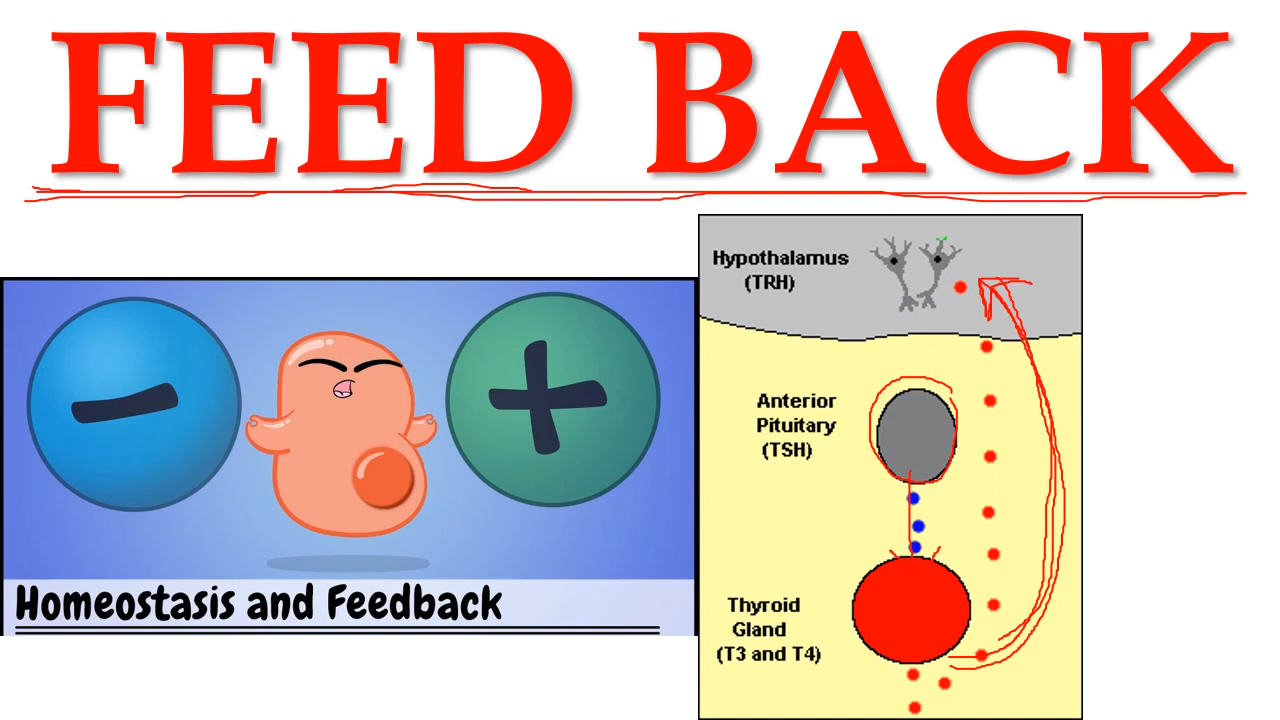 FEED BACK
Hypothalamus
(TRH)
Anterior
Pituitary
(TSH)
Thyroid
Gland
(T3 and T4)
Homeostasis and Feedback